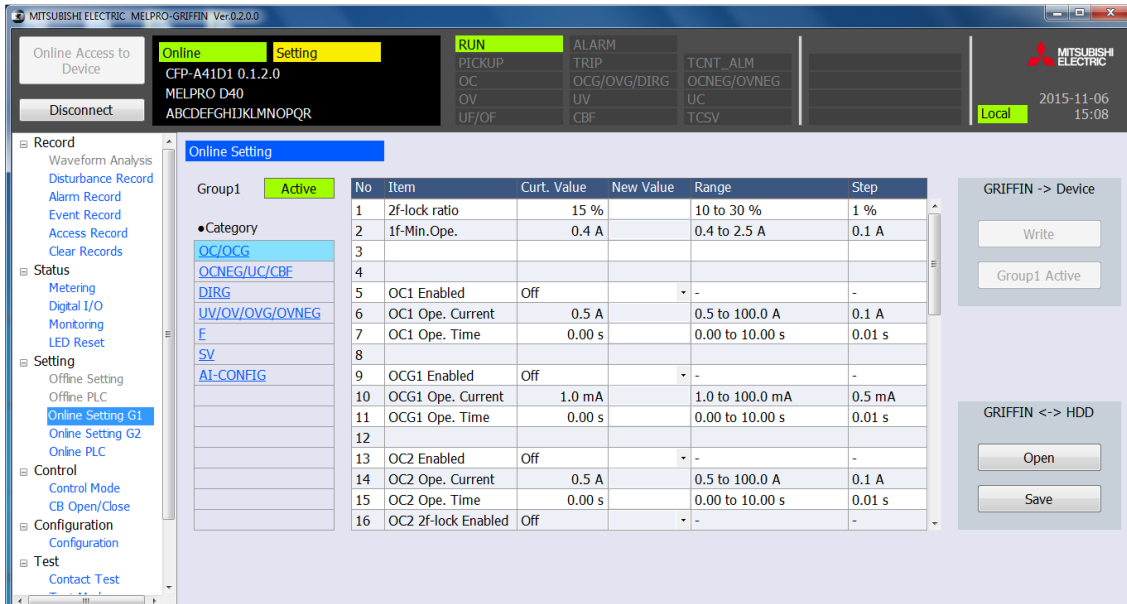 MITSUBISHI ELECTRIC MELPRO-GRIFFIN Ver.0.2.0.0
Online Access to
Device
Disconnect
Online Setting
CFP-A41D1 0.1.2.0
MELPRO D40
ABCDEFGHIJKLMNOPQR
RUN ALARM
PICKUP TRIP TCNT_ALM
OC OCG/OVG/DIRG OCNEG/OVNEG
OV UV UC
UF/OF CBF TCSV
MITSUBISHI
ELECTRIC
2015-11-06
Local 15:08
Record
Waveform Analysis
Disturbance Record
Alarm Record
Event Record
Access Record
Clear Records
Status
Metering
Digital I/O
Monitoring
LED Reset
Setting
Offline Setting
Offline PLC
Online Setting G1
Online Setting G2
Online PLC
Control
Control Mode
CB Open/Close
Configuration
Configuration
Test
Contact Test
Online Setting
Group1 Active
•Category
OC/OCG
OCNEG/UC/CBF
DIRG
UV/OV/OVG/OVNEG
F
SV
AI-CONFIG
No Item Curt. Value New Value Range Step
1 2f-lock ratio 15 % 10 to 30 % 1 %
2 1f-Min.Ope. 0.4 A 0.4 to 2.5 A 0.1 A
3
4
5 OC1 Enabled Off - -
6 OC1 Ope. Current 0.5 A 0.5 to 100.0 A 0.1 A
7 OC1 Ope. Time 0.00 s 0.00 to 10.00 s 0.01 s
8
9 OCG1 Enabled Off - -
10 OCG1 Ope. Current 1.0 mA 1.0 to 100.0 mA 0.5 mA
11 OCG1 Ope. Time 0.00 s 0.00 to 10.00 s 0.01 s
12
13 OC2 Enabled Off - -
14 OC2 Ope. Current 0.5 A 0.5 to 100.0 A 0.1 A
15 OC2 Ope. Time 0.00 s 0.00 to 10.00 s 0.01 s
16 OC2 2f-lock Enabled Off - -
GRIFFIN -> Device
Write
Group1 Active
GRIFFIN <-> HDD
Open
Save